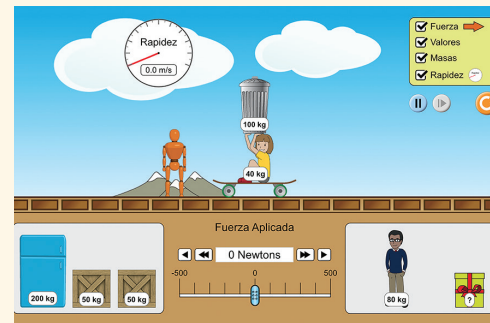 Rapidez
0.0 m/s
Fuerza
Valores
Masas
Rapidez
100 kg
40 kg
Fuerza Aplicada
0 Newtons
-500 0 500
200 kg
50 kg
50 kg
80 kg
?